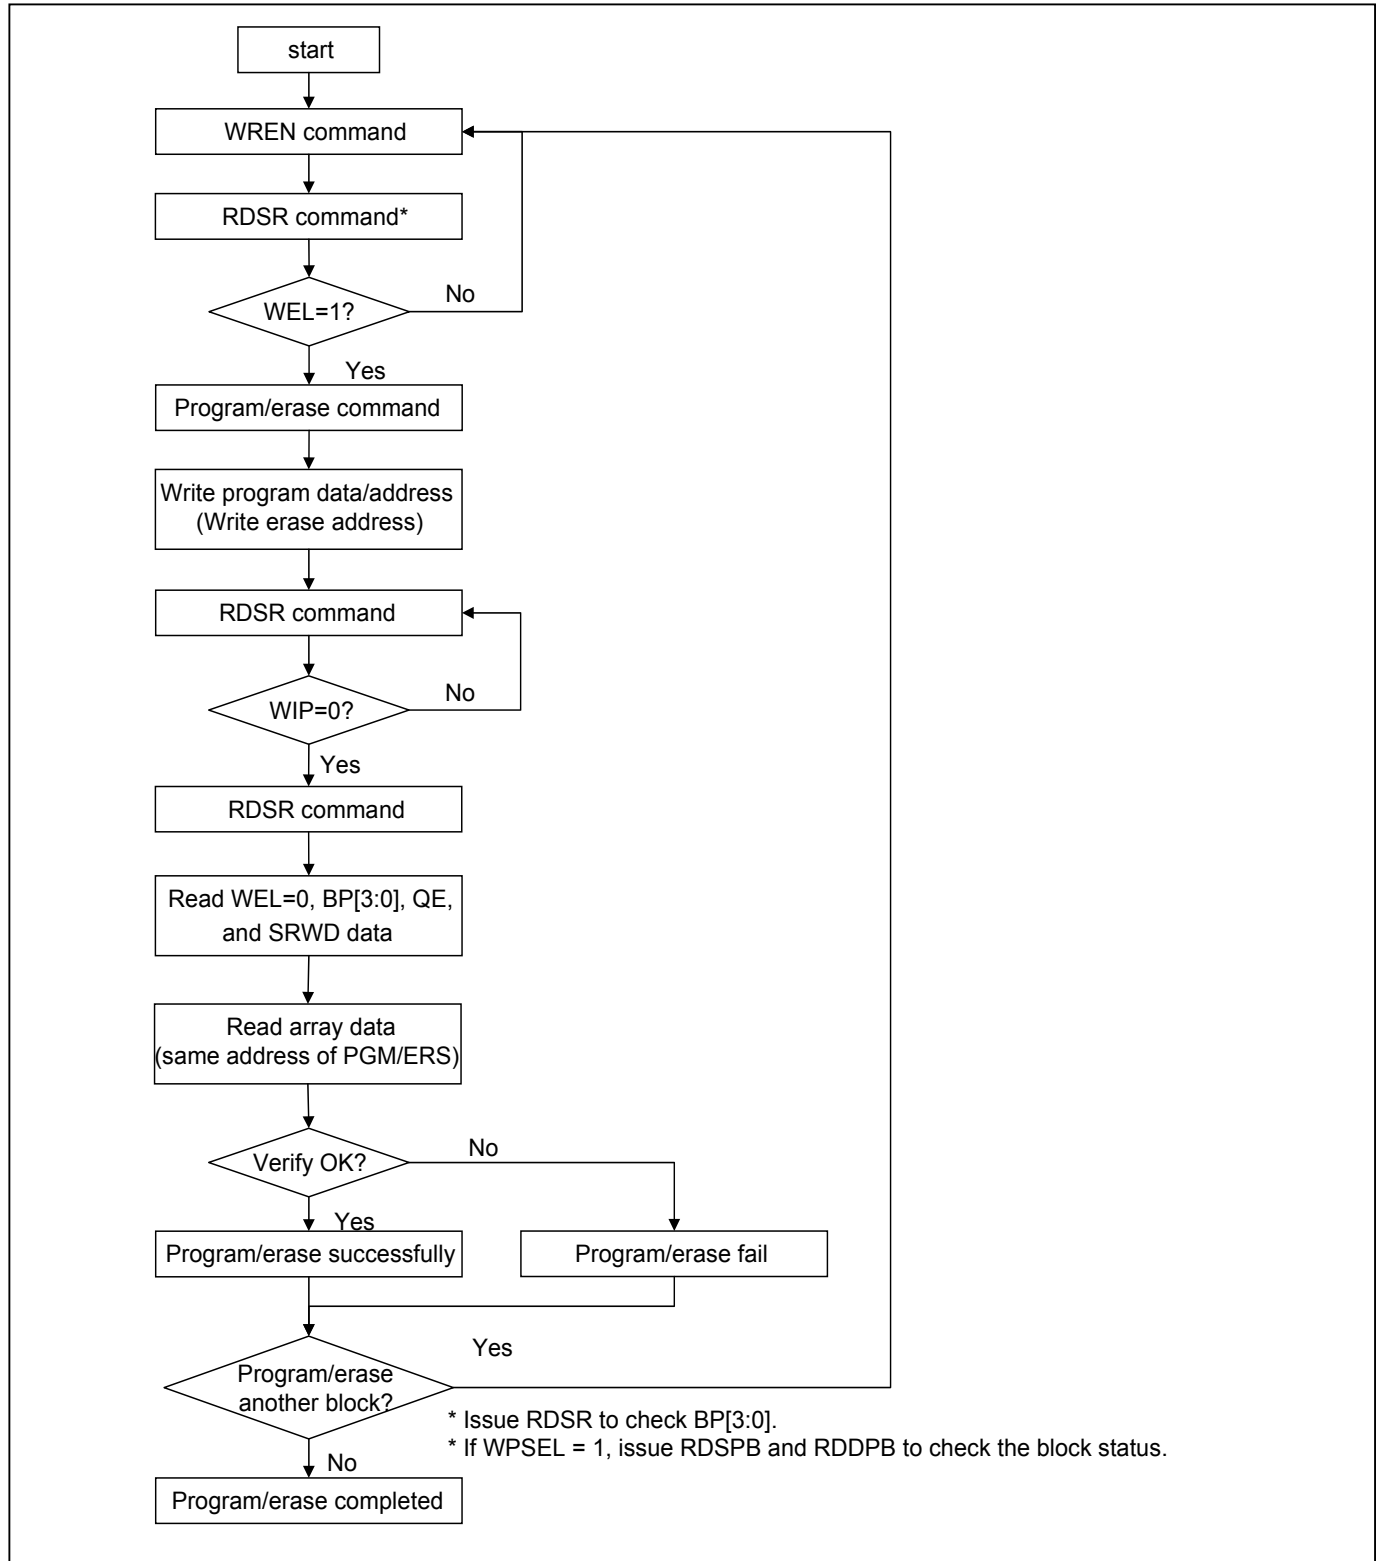 start
WREN command
RDSR command*
WEL=1?
No
Yes
Program/erase command
Write program data/address
(Write erase address)
RDSR command
WIP=0?
No
Yes
RDSR command
Read WEL=0, BP[3:0], QE,
and SRWD data
Read array data
(same address of PGM/ERS)
Verify OK?
No
Yes
Program/erase successfully
Program/erase fail
Yes
Program/erase
another block?
* Issue RDSR to check BP[3:0].
* If WPSEL = 1, issue RDSPB and RDDPB to check the block status.
No
Program/erase completed